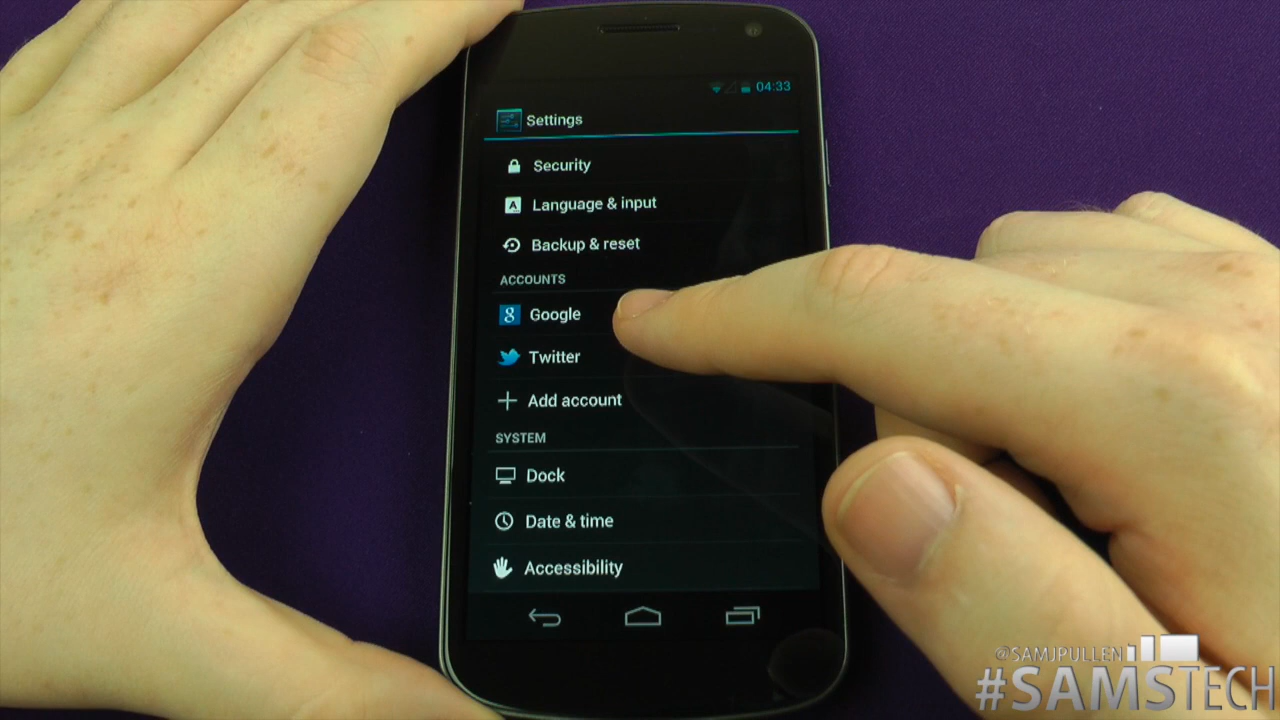 04:33
Settings
Security
Language & input
Backup & reset
ACCOUNTS
Google
Twitter
Add account
SYSTEM
Dock
Date & time
Accessibility
@SAMJPULLEN
#SAMSTECH